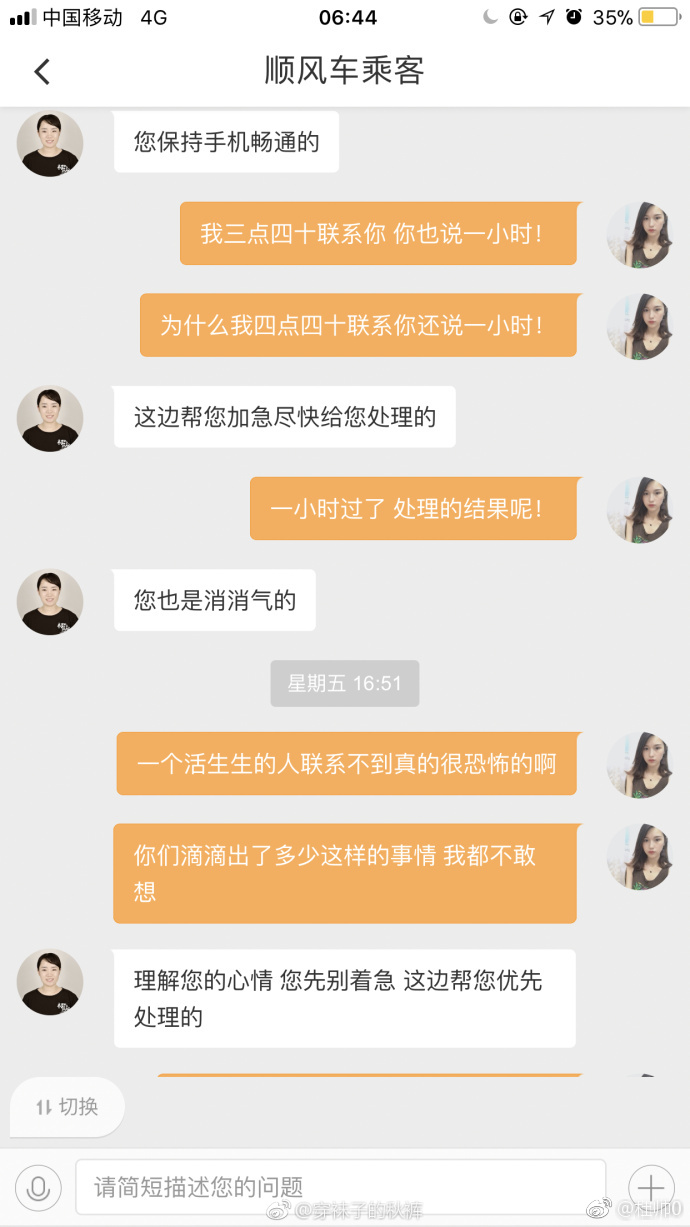 中国移动 4G 06:44 35%
顺风车乘客
您保持手机畅通的
我三点四十联系你 你也说一小时！
为什么我四点四十联系你还说一小时！
这边帮您加急尽快给您处理的
一小时过了 处理的结果呢！
您也是消消气的
星期五 16:51
一个活生生的人联系不到真的很恐怖的啊
你们滴滴出了多少这样的事情 我都不敢
想
理解您的心情 您先别着急 这边帮您优先
处理的
切换
请简短描述您的问题
@穿袜子的秋裤